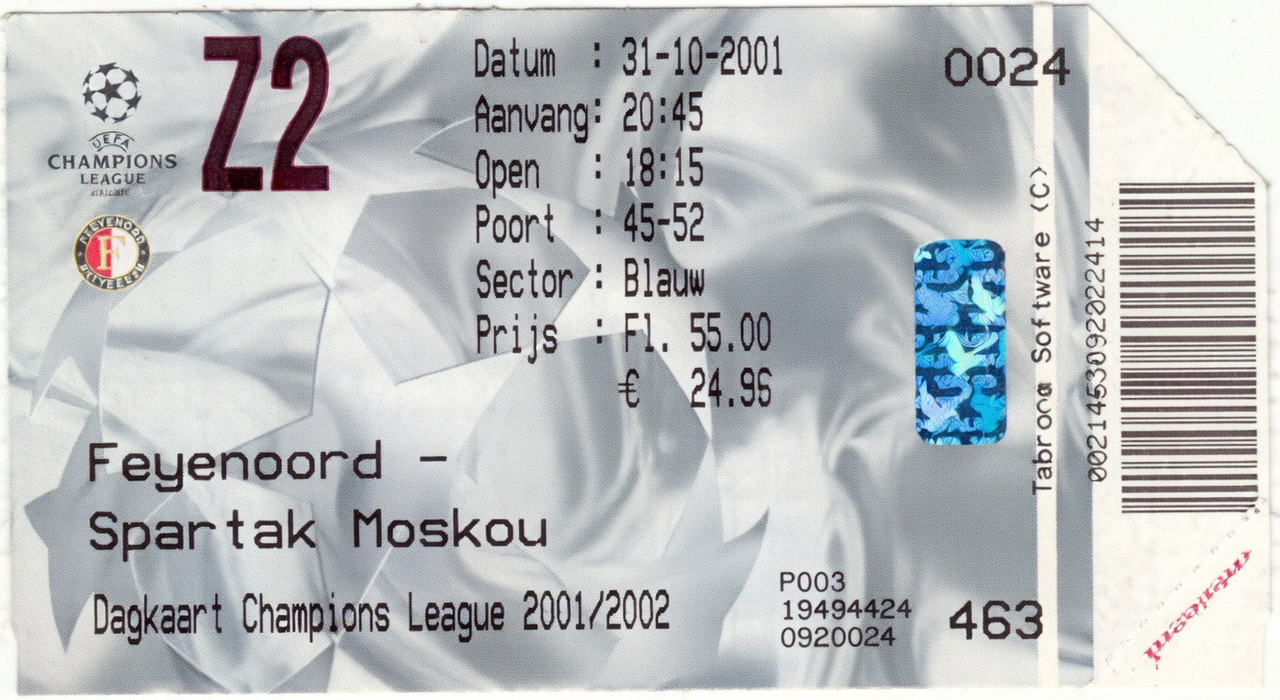 UEFA
CHAMPIONS
LEAGUE
FEYENOORD
F
Z2
Datum : 31-10-2001
Aanvang: 20:45
Open : 18:15
Poort : 45-52
Sector : Blauw
Prijs : Fl. 55.00
€ 24.96
0024
Feyenoord -
Spartak Moskou
Dagkaart Champions League 2001/2002
P003
19494424
0920024
463
Software (C)
0021453092022414